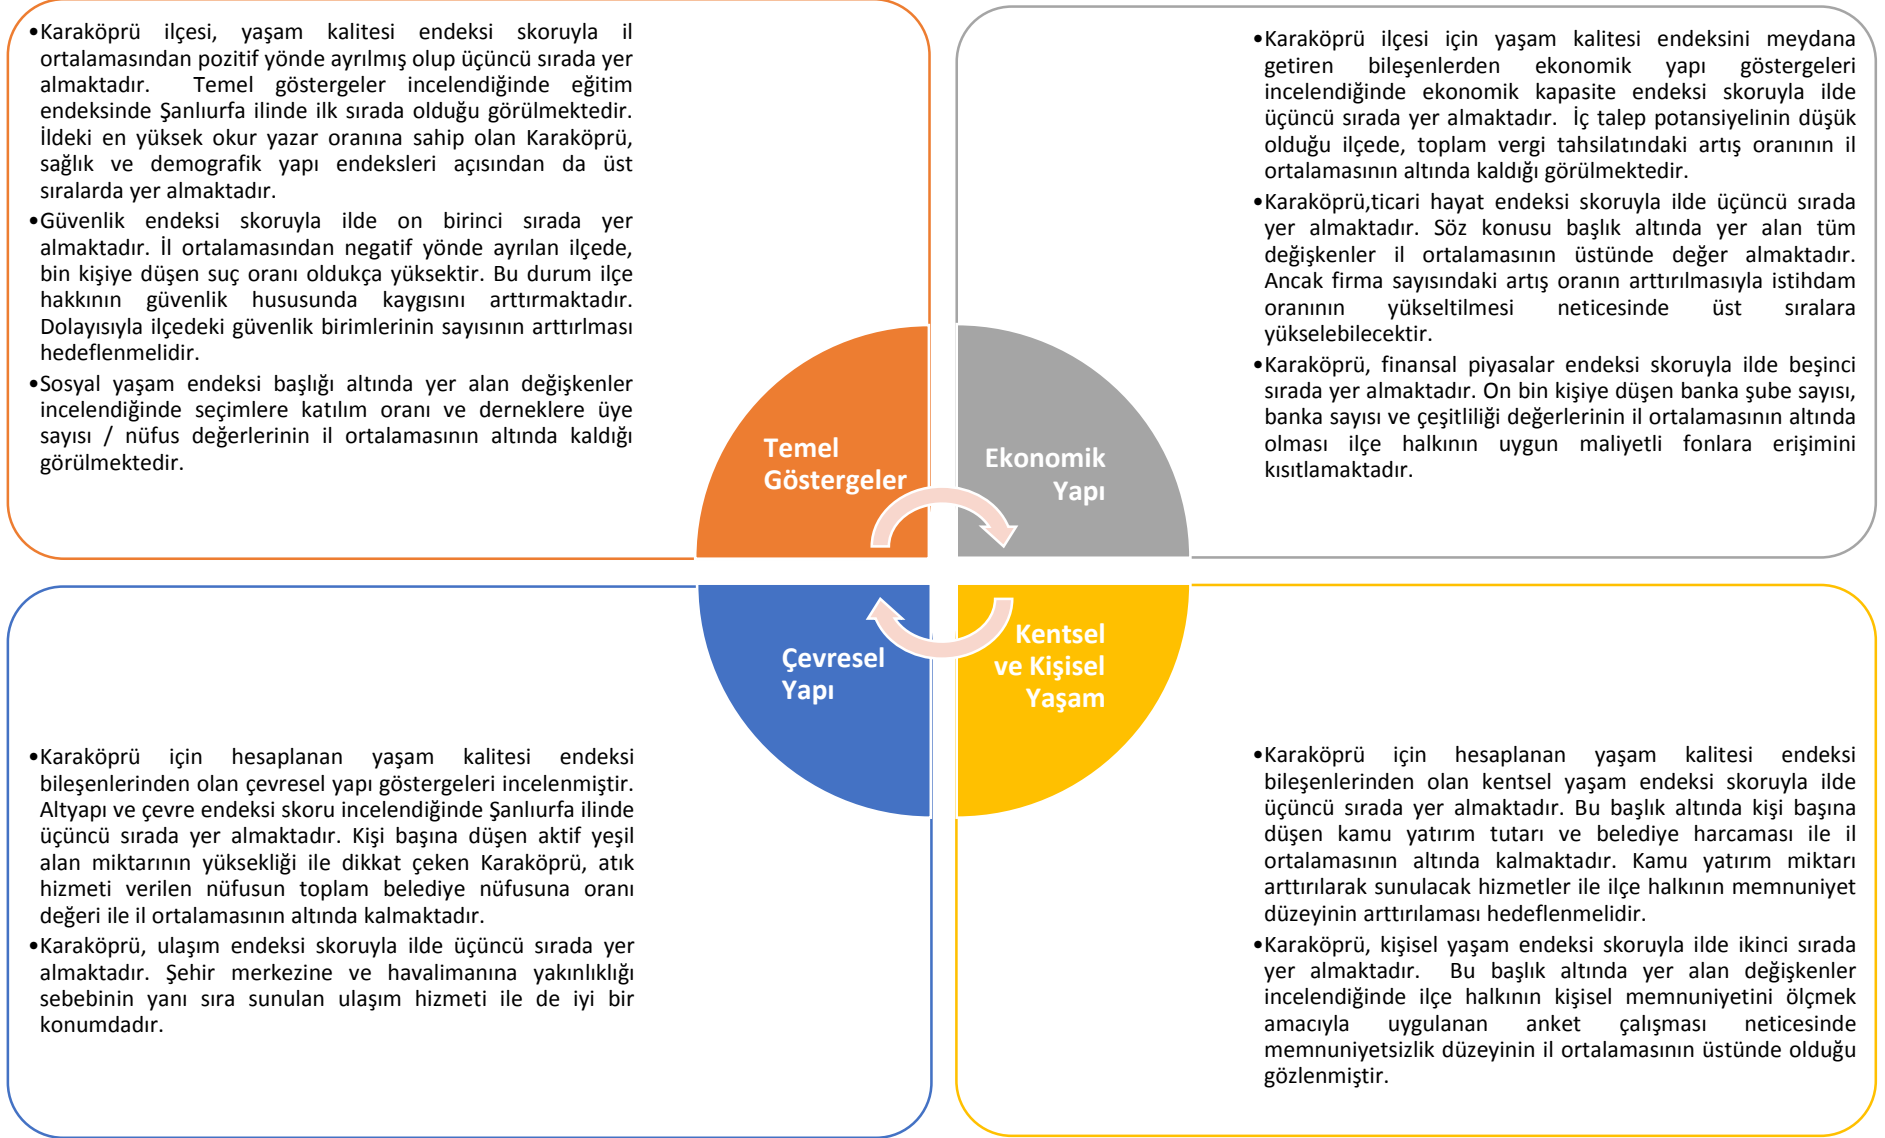 •Karaköprü ilçesi, yaşam kalitesi endeksi skoruyla il
ortalamasından pozitif yönde ayrılmış olup üçüncü sırada yer
almaktadır. Temel göstergeler incelendiğinde eğitim
endeksinde Şanlıurfa ilinde ilk sırada olduğu görülmektedir.
İldeki en yüksek okur yazar oranına sahip olan Karaköprü,
sağlık ve demografik yapı endeksleri açısından da üst
sıralarda yer almaktadır.
•Güvenlik endeksi skoruyla ilde on birinci sırada yer
almaktadır. İl ortalamasından negatif yönde ayrılan ilçede,
bin kişiye düşen suç oranı oldukça yüksektir. Bu durum ilçe
hakkının güvenlik hususunda kaygısını arttırmaktadır.
Dolayısıyla ilçedeki güvenlik birimlerinin sayısının arttırlması
hedeflenmelidir.
•Sosyal yaşam endeksi başlığı altında yer alan değişkenler
incelendiğinde seçimlere katılım oranı ve derneklere üye
sayısı / nüfus değerlerinin il ortalamasının altında kaldığı
görülmektedir.
Temel
Göstergeler
•Karaköprü ilçesi için yaşam kalitesi endeksini meydana
getiren bileşenlerden ekonomik yapı göstergeleri
incelendiğinde ekonomik kapasite endeksi skoruyla ilde
üçüncü sırada yer almaktadır. İç talep potansiyelinin düşük
olduğu ilçede, toplam vergi tahsilatındaki artış oranının il
ortalamasının altında kaldığı görülmektedir.
•Karaköprü,ticari hayat endeksi skoruyla ilde üçüncü sırada
yer almaktadır. Söz konusu başlık altında yer alan tüm
değişkenler il ortalamasının üstünde değer almaktadır.
Ancak firma sayısındaki artış oranın arttırılmasıyla istihdam
oranının yükseltilmesi neticesinde üst sıralara
yükselebilecektir.
•Karaköprü, finansal piyasalar endeksi skoruyla ilde beşinci
sırada yer almaktadır. On bin kişiye düşen banka şube sayısı,
banka sayısı ve çeşitliliği değerlerinin il ortalamasının altında
olması ilçe halkının uygun maliyetli fonlara erişimini
kısıtlamaktadır.
Ekonomik
Yapı
Çevresel
Yapı
•Karaköprü için hesaplanan yaşam kalitesi endeksi
bileşenlerinden olan çevresel yapı göstergeleri incelenmiştir.
Altyapı ve çevre endeksi skoru incelendiğinde Şanlıurfa ilinde
üçüncü sırada yer almaktadır. Kişi başına düşen aktif yeşil
alan miktarının yüksekliği ile dikkat çeken Karaköprü, atık
hizmeti verilen nüfusun toplam belediye nüfusuna oranı
değeri ile il ortalamasının altında kalmaktadır.
•Karaköprü, ulaşım endeksi skoruyla ilde üçüncü sırada yer
almaktadır. Şehir merkezine ve havalimanına yakınlıklığı
sebebinin yanı sıra sunulan ulaşım hizmeti ile de iyi bir
konumdadır.
Kentsel
ve Kişisel
Yaşam
•Karaköprü için hesaplanan yaşam kalitesi endeksi
bileşenlerinden olan kentsel yaşam endeksi skoruyla ilde
üçüncü sırada yer almaktadır. Bu başlık altında kişi başına
düşen kamu yatırım tutarı ve belediye harcaması ile il
ortalamasının altında kalmaktadır. Kamu yatırım miktarı
arttırılarak sunulacak hizmetler ile ilçe halkının memnuniyet
düzeyinin arttırılaması hedeflenmelidir.
•Karaköprü, kişisel yaşam endeksi skoruyla ilde ikinci sırada
yer almaktadır. Bu başlık altında yer alan değişkenler
incelendiğinde ilçe halkının kişisel memnuniyetini ölçmek
amacıyla uygulanan anket çalışması neticesinde
memnuniyetsizlik düzeyinin il ortalamasının üstünde olduğu
gözlenmiştir.